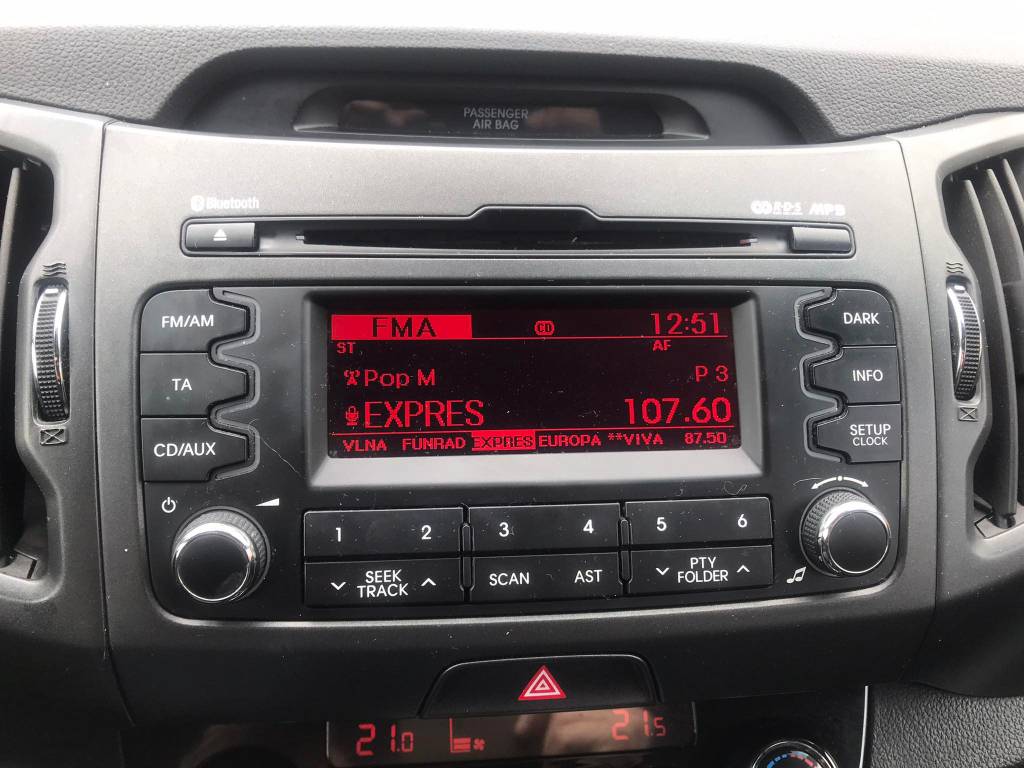 PASSENGER
AIR BAG
Bluetooth
CD R·D·S MP3
FM/AM
TA
CD/AUX
FMA CD 12:51
ST AF
Pop M P 3
EXPRES 107.60
VLNA FUNRAD EXPRES EUROPA **VIVA 87.50
DARK
INFO
SETUP
CLOCK
1 2 3 4 5 6
SEEK
TRACK
SCAN AST
PTY
FOLDER
21.0 21.5